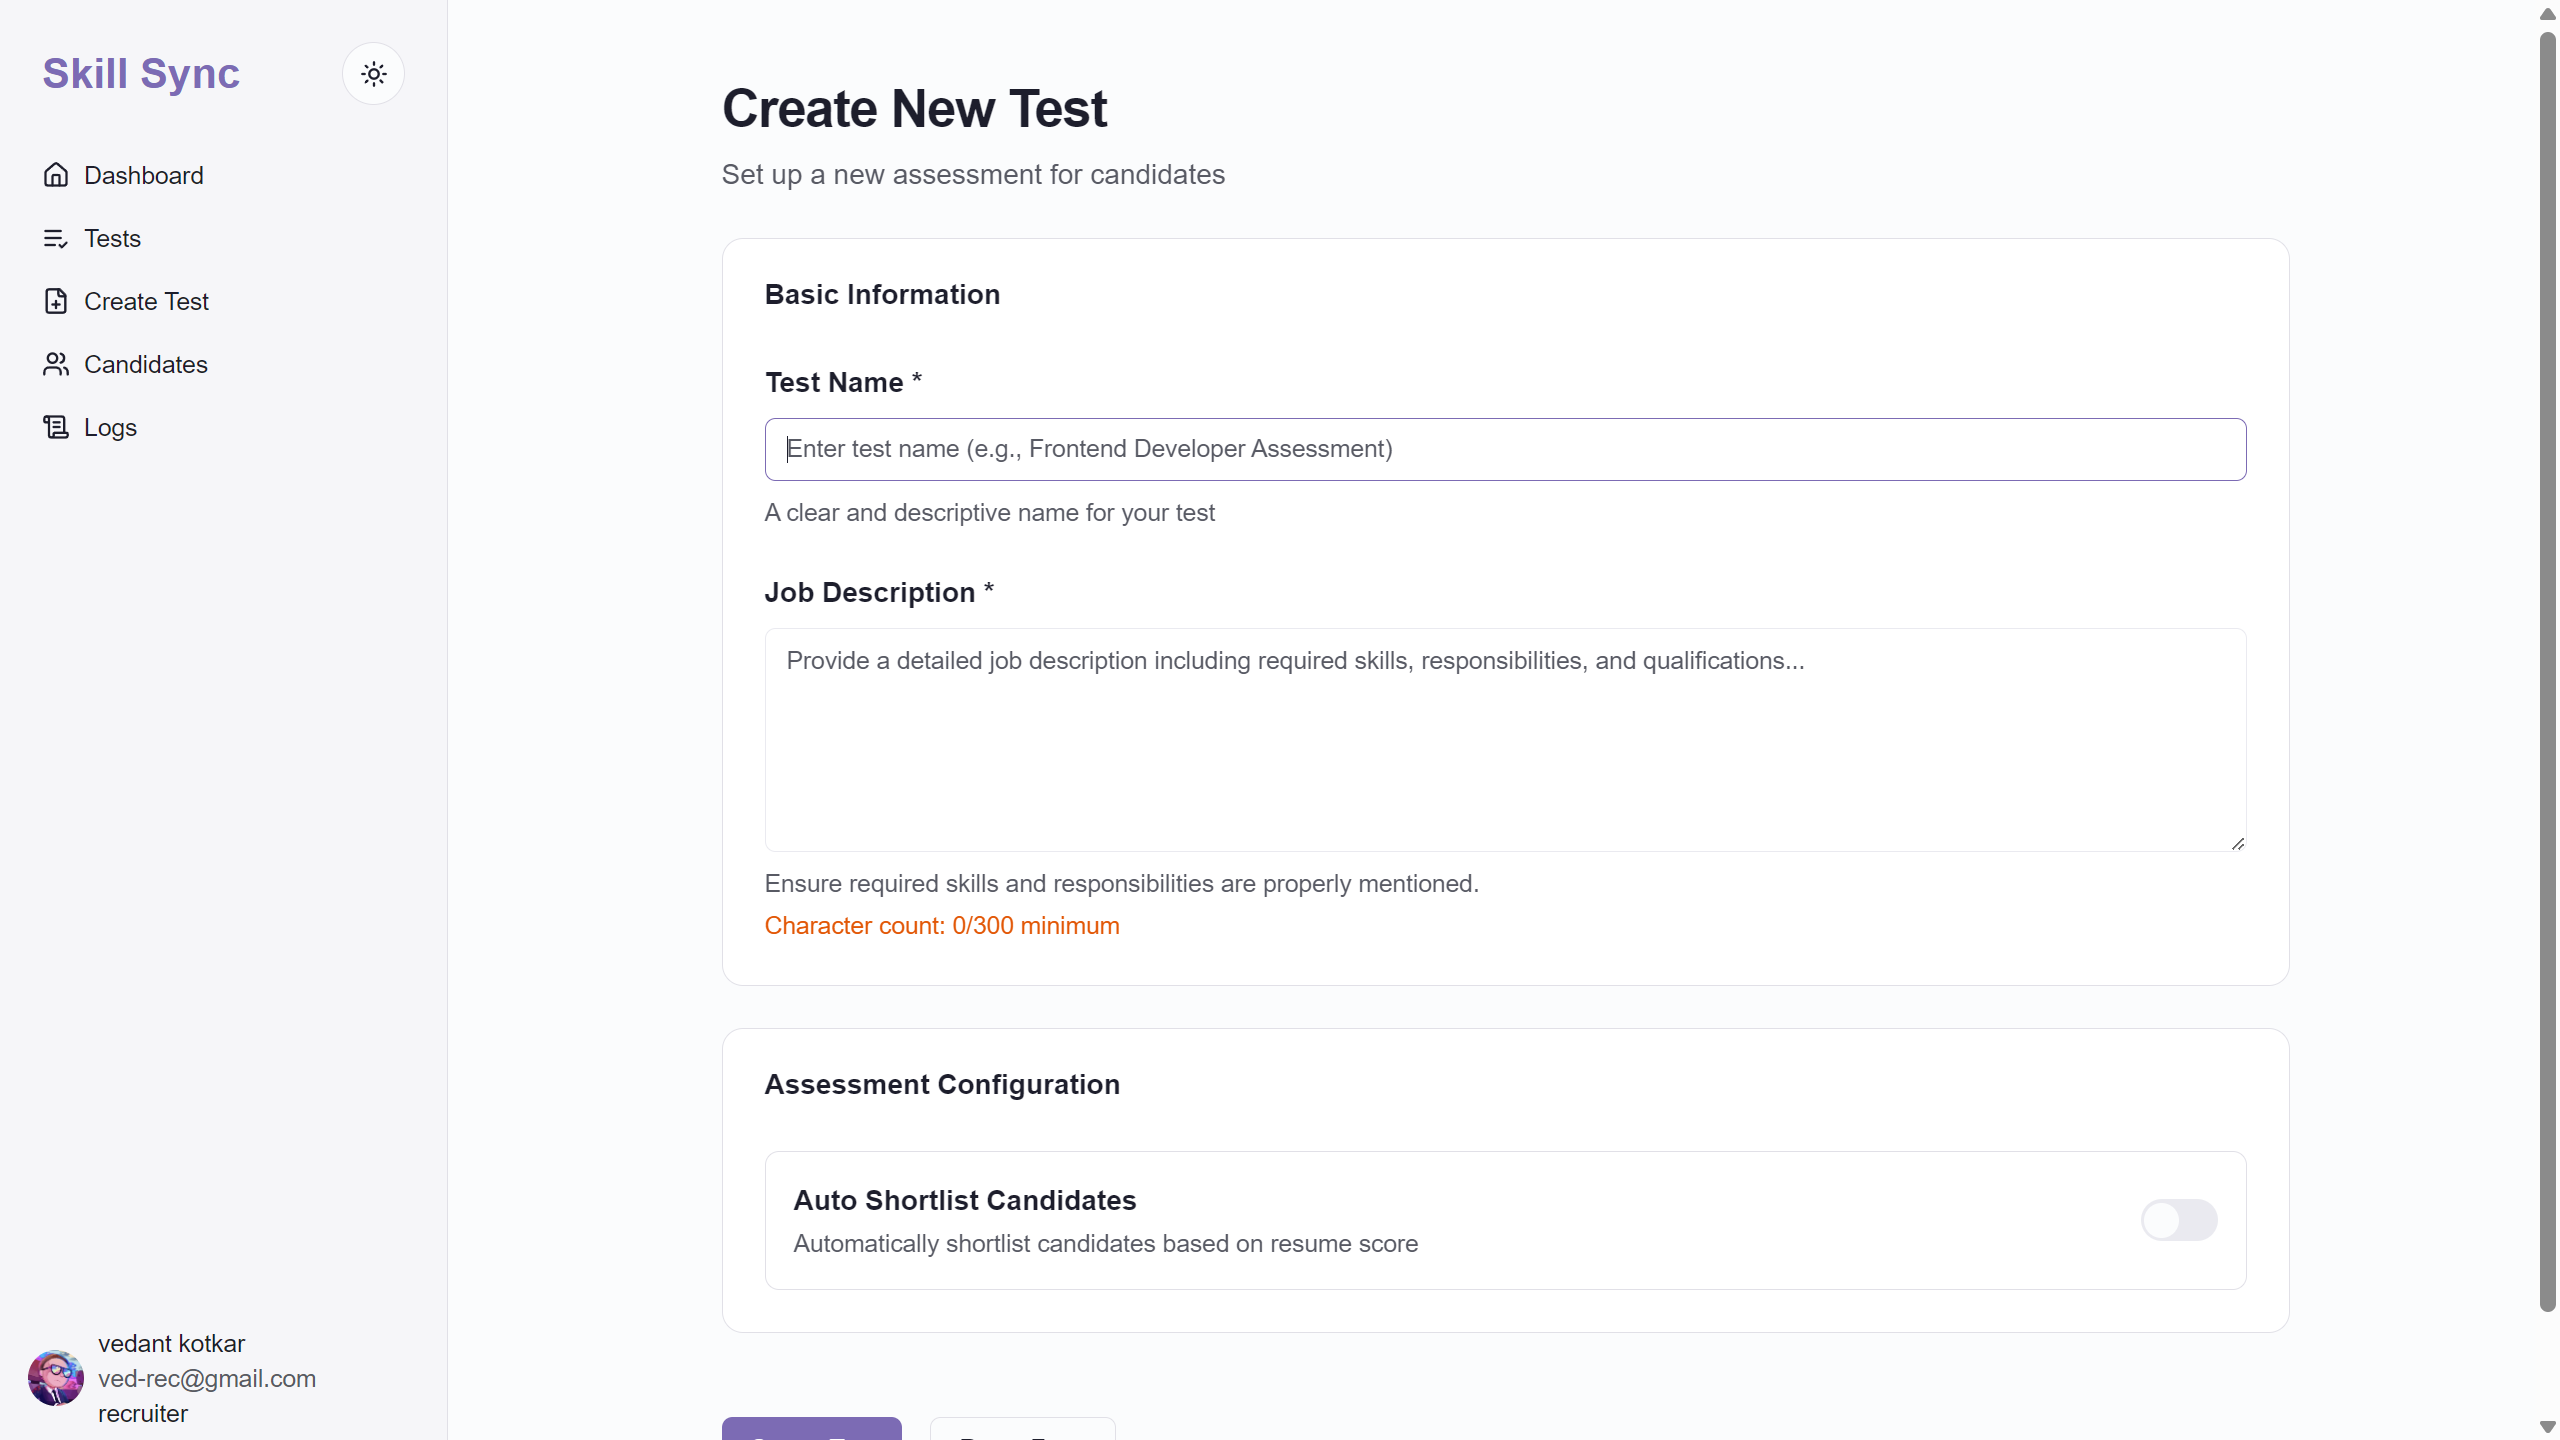 Skill Sync
Dashboard
Tests
Create Test
Candidates
Logs
vedant kotkar
ved-rec@gmail.com
recruiter
Create New Test
Set up a new assessment for candidates
Basic Information
Test Name *
Enter test name (e.g., Frontend Developer Assessment)
A clear and descriptive name for your test
Job Description *
Provide a detailed job description including required skills, responsibilities, and qualifications...
Ensure required skills and responsibilities are properly mentioned.
Character count: 0/300 minimum
Assessment Configuration
Auto Shortlist Candidates
Automatically shortlist candidates based on resume score